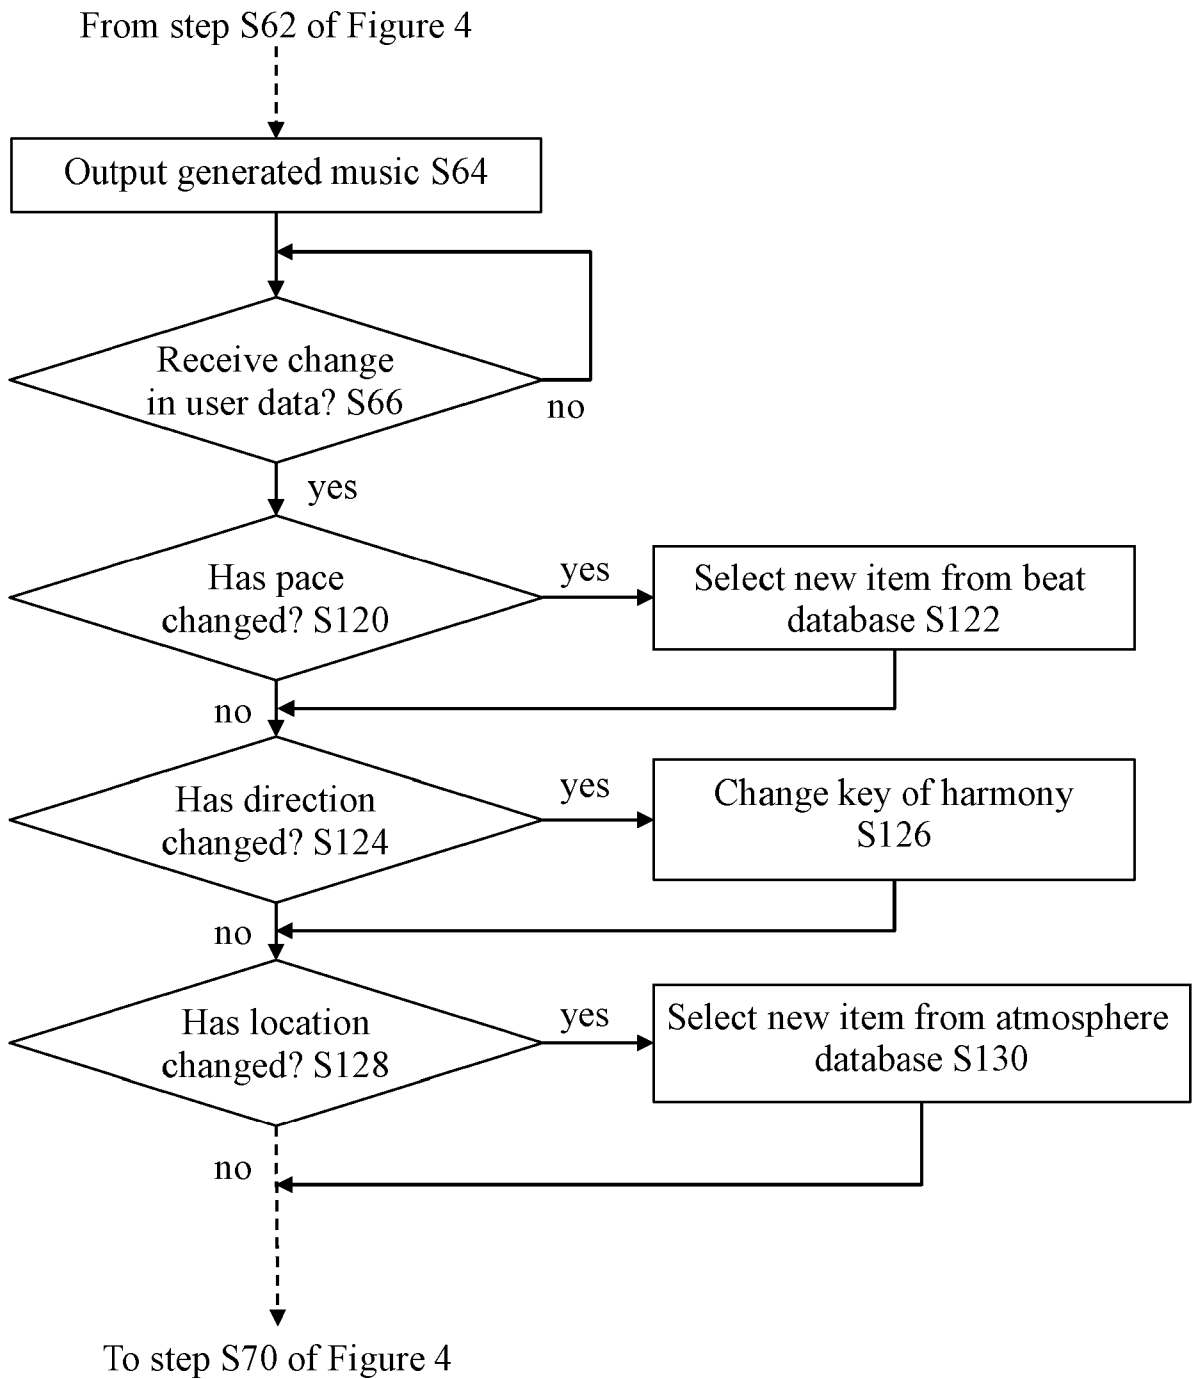 From step S62 of Figure 4
Output generated music S64
Receive change
in user data? S66
no
yes
Has pace
changed? S120
yes
Select new item from beat
database S122
no
Has direction
changed? S124
yes
Change key of harmony
S126
no
Has location
changed? S128
yes
Select new item from atmosphere
database S130
no
To step S70 of Figure 4